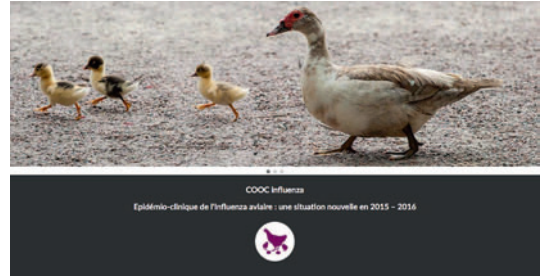 COOC Influenza
Epidémio-clinique de l'Influenza aviaire : une situation nouvelle en 2015 – 2016